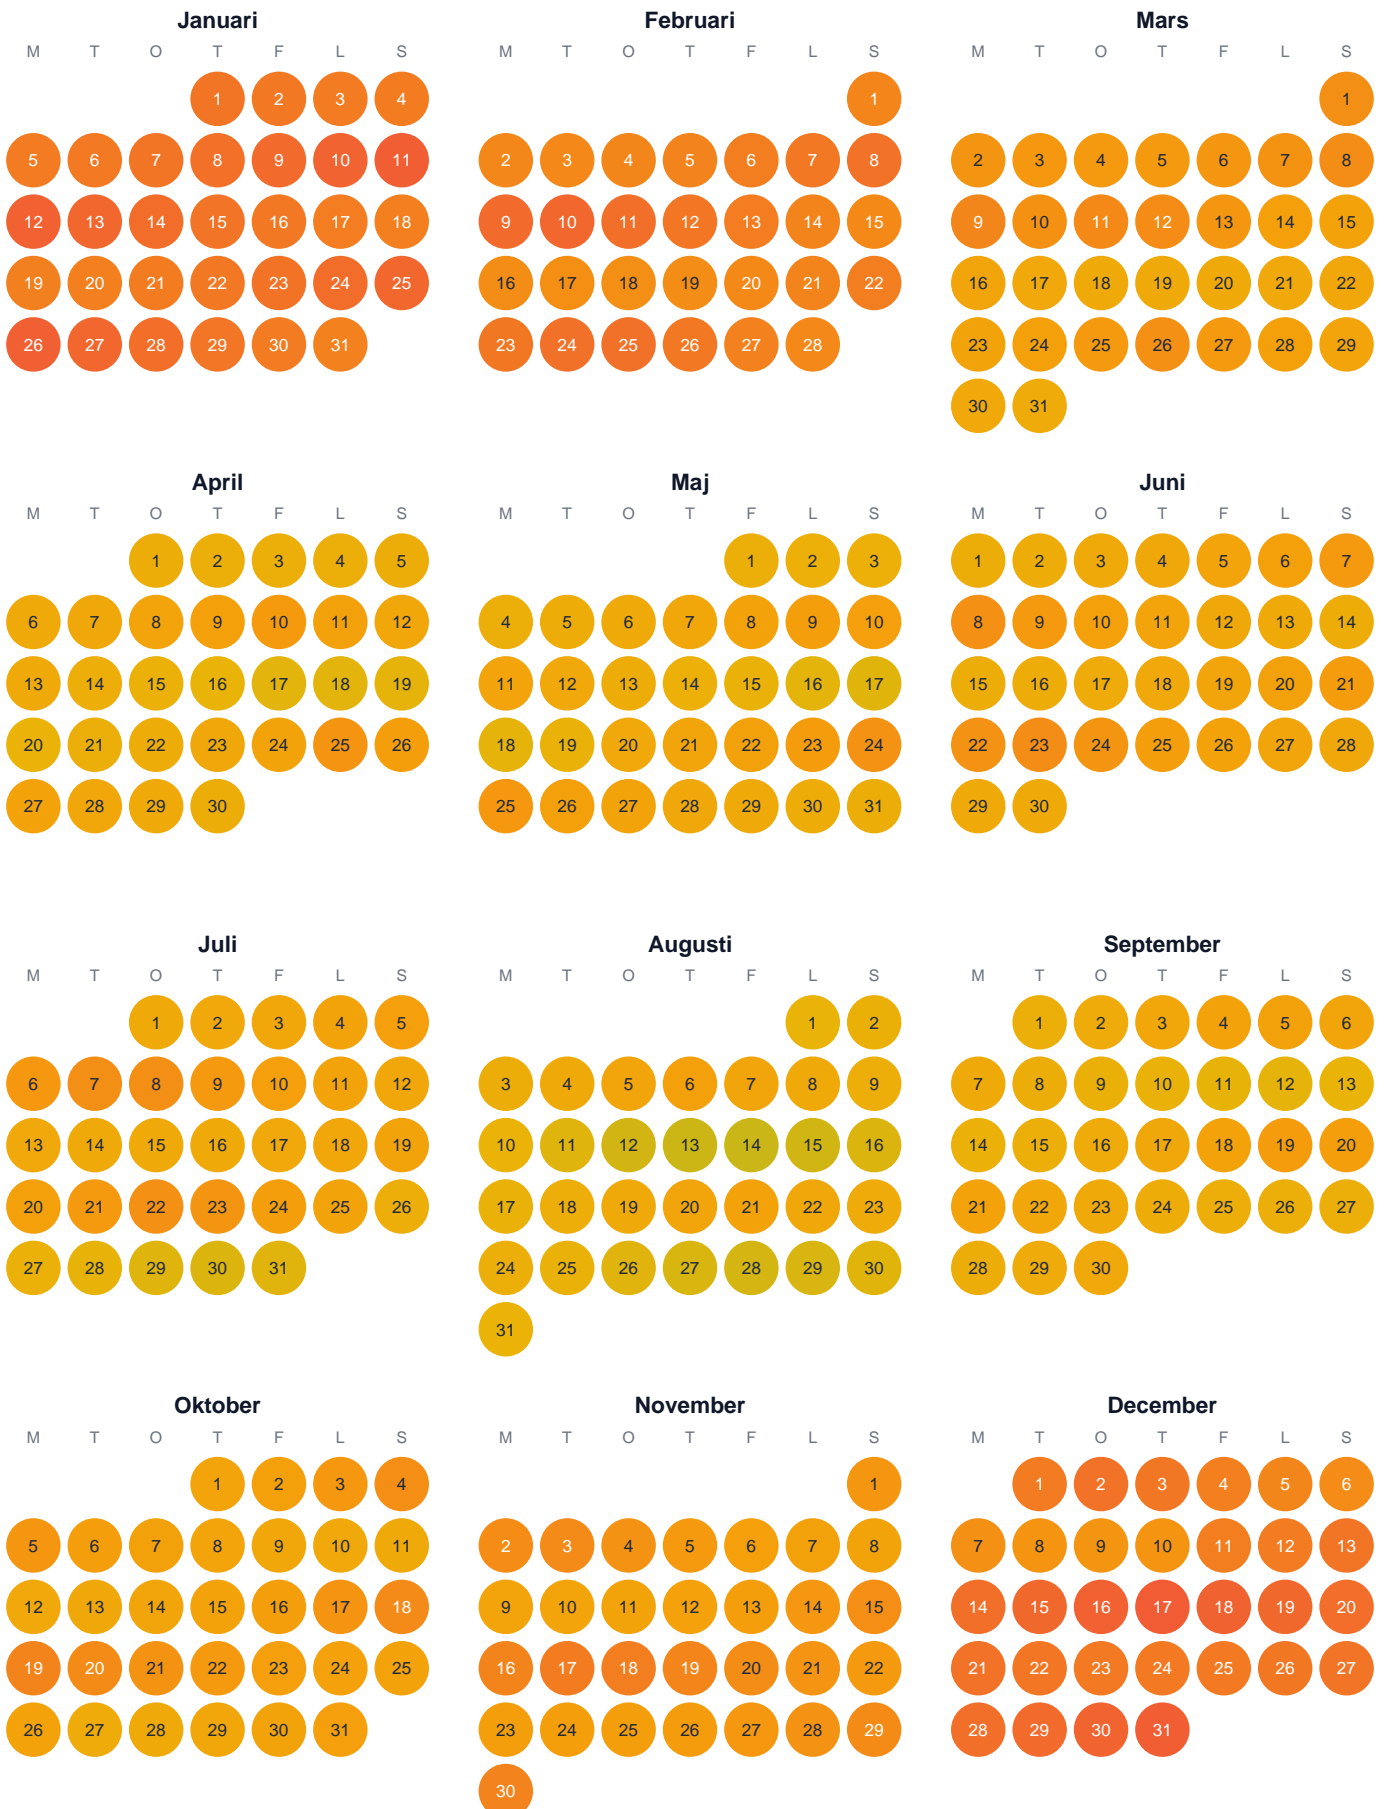 Januari Februari Mars
M T O T F L S M T O T F L S M T O T F L S
1 2 3 4 1 1
5 6 7 8 9 10 11 2 3 4 5 6 7 8 2 3 4 5 6 7 8
12 13 14 15 16 17 18 9 10 11 12 13 14 15 9 10 11 12 13 14 15
19 20 21 22 23 24 25 16 17 18 19 20 21 22 16 17 18 19 20 21 22
26 27 28 29 30 31 23 24 25 26 27 28 23 24 25 26 27 28 29
30 31
April Maj Juni
M T O T F L S M T O T F L S M T O T F L S
1 2 3 4 5 1 2 3 1 2 3 4 5 6 7
6 7 8 9 10 11 12 4 5 6 7 8 9 10 8 9 10 11 12 13 14
13 14 15 16 17 18 19 11 12 13 14 15 16 17 15 16 17 18 19 20 21
20 21 22 23 24 25 26 18 19 20 21 22 23 24 22 23 24 25 26 27 28
27 28 29 30 25 26 27 28 29 30 31 29 30
Juli Augusti September
M T O T F L S M T O T F L S M T O T F L S
1 2 3 4 5 1 2 1 2 3 4 5 6
6 7 8 9 10 11 12 3 4 5 6 7 8 9 7 8 9 10 11 12 13
13 14 15 16 17 18 19 10 11 12 13 14 15 16 14 15 16 17 18 19 20
20 21 22 23 24 25 26 17 18 19 20 21 22 23 21 22 23 24 25 26 27
27 28 29 30 31 24 25 26 27 28 29 30 28 29 30
31
Oktober November December
M T O T F L S M T O T F L S M T O T F L S
1 2 3 4 1 1 2 3 4 5 6
5 6 7 8 9 10 11 2 3 4 5 6 7 8 7 8 9 10 11 12 13
12 13 14 15 16 17 18 9 10 11 12 13 14 15 14 15 16 17 18 19 20
19 20 21 22 23 24 25 16 17 18 19 20 21 22 21 22 23 24 25 26 27
26 27 28 29 30 31 23 24 25 26 27 28 29 28 29 30 31
30